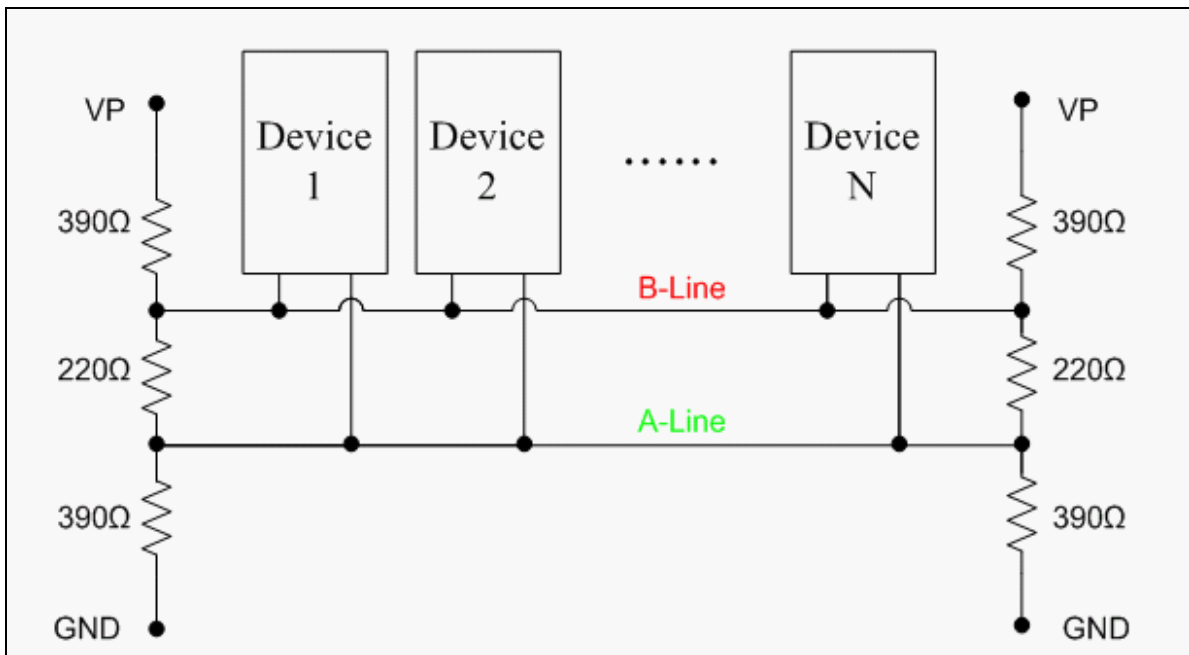 VP
Device
1
Device
2
......
Device
N
VP
390Ω
390Ω
B-Line
220Ω
220Ω
A-Line
390Ω
390Ω
GND
GND